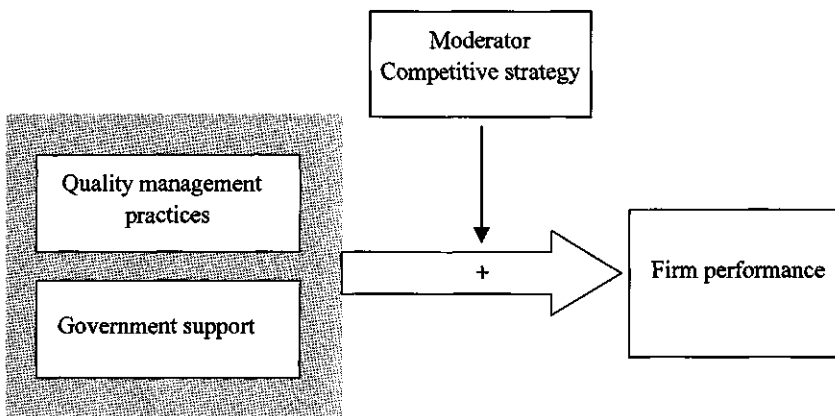 Moderator
Competitive strategy
Quality management
practices
Government support
+
Firm performance